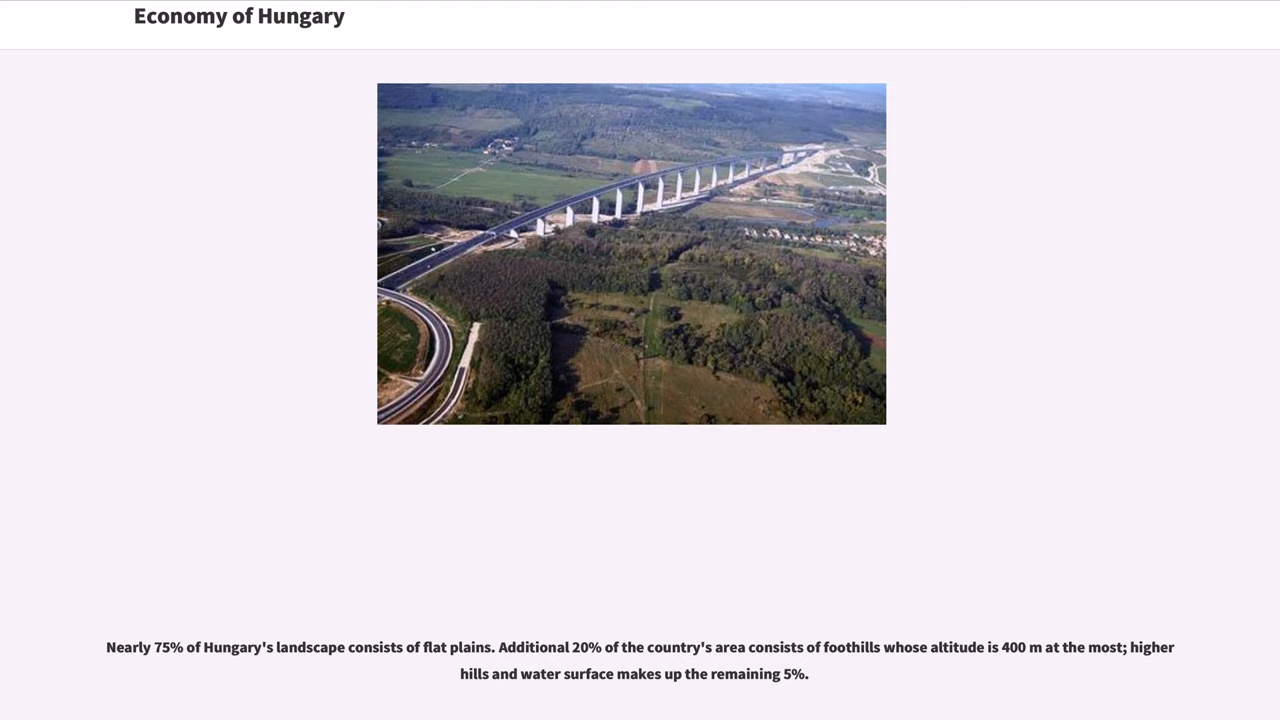 Economy of Hungary
Nearly 75% of Hungary's landscape consists of flat plains. Additional 20% of the country's area consists of foothills whose altitude is 400 m at the most; higher
hills and water surface makes up the remaining 5%.